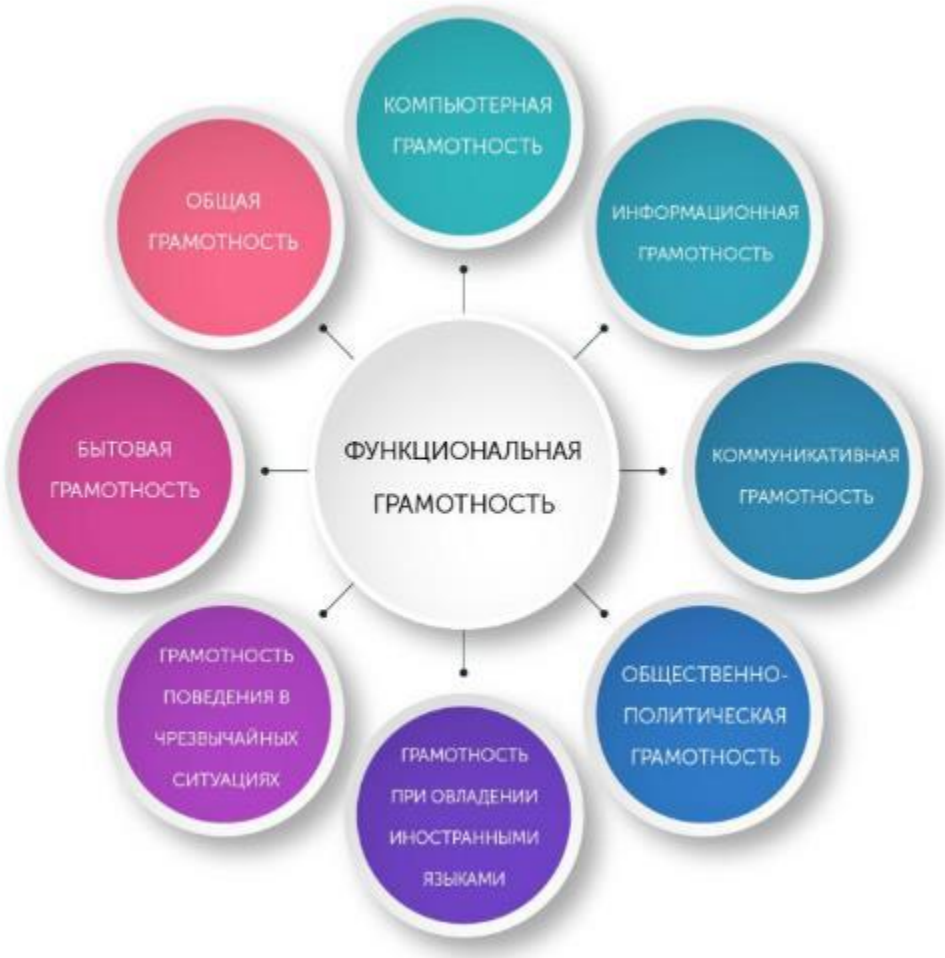 КОМПЬЮТЕРНАЯ
ГРАМОТНОСТЬ
ОБЩАЯ
ГРАМОТНОСТЬ
ИНФОРМАЦИОННАЯ
ГРАМОТНОСТЬ
БЫТОВАЯ
ГРАМОТНОСТЬ
ФУНКЦИОНАЛЬНАЯ
ГРАМОТНОСТЬ
КОММУНИКАТИВНАЯ
ГРАМОТНОСТЬ
ГРАМОТНОСТЬ
ПОВЕДЕНИЯ В
ЧРЕЗВЫЧАЙНЫХ
СИТУАЦИЯХ
ГРАМОТНОСТЬ
ПРИ ОВЛАДЕНИИ
ИНОСТРАННЫМИ
ЯЗЫКАМИ
ОБЩЕСТВЕННО-
ПОЛИТИЧЕСКАЯ
ГРАМОТНОСТЬ